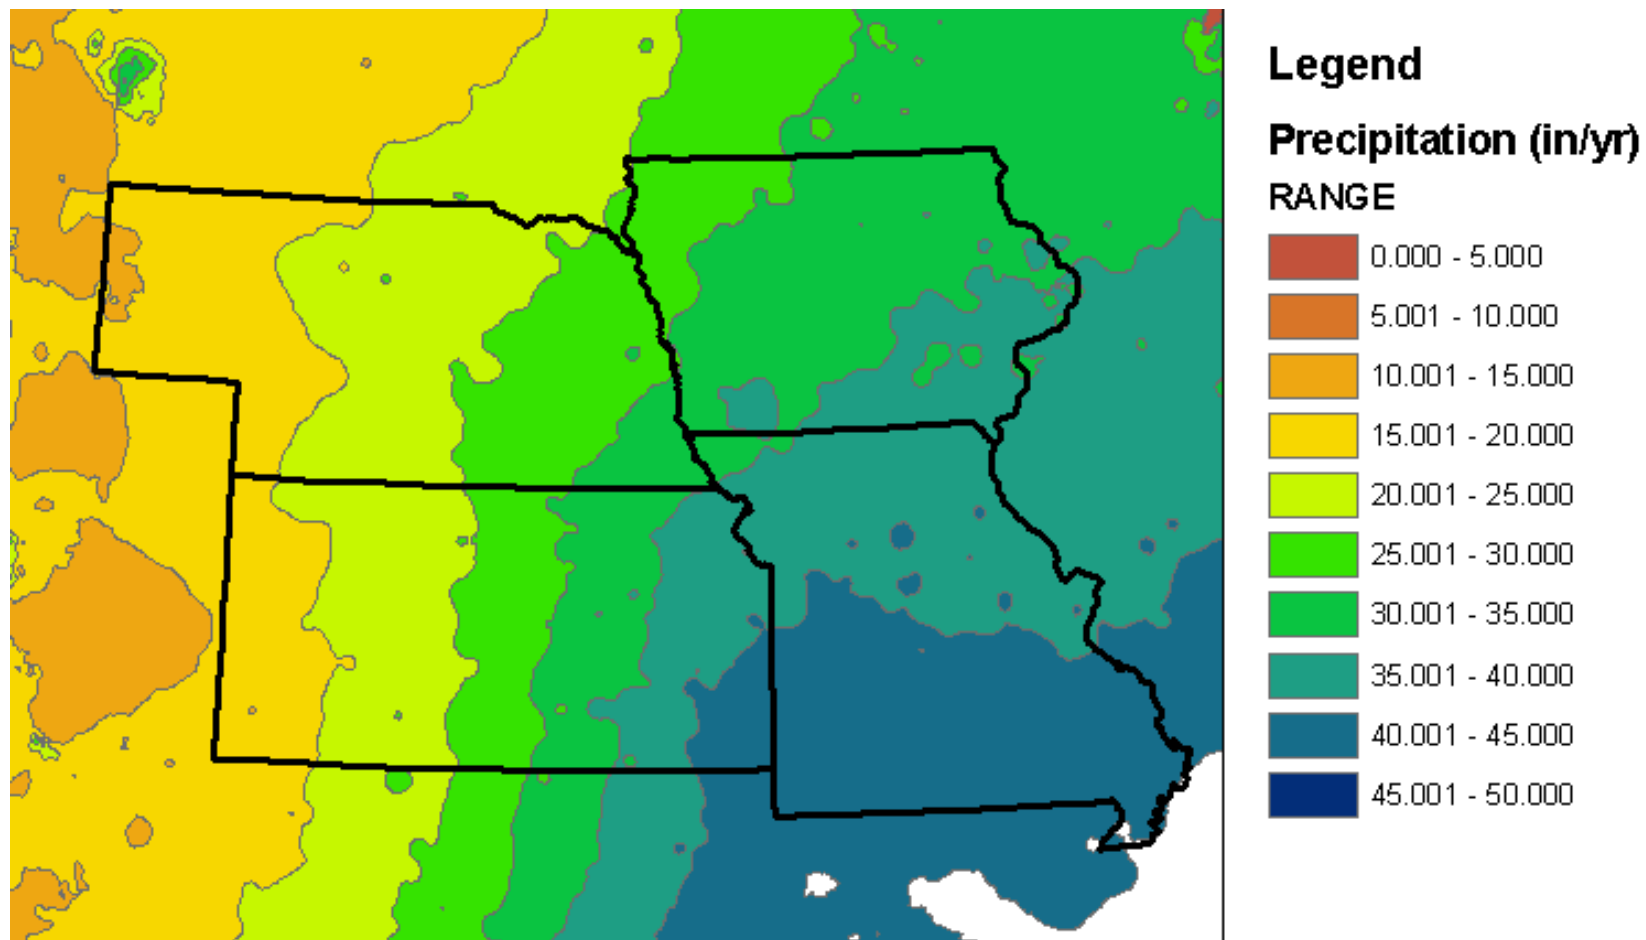 Legend
Precipitation (in/yr)
RANGE
0.000 - 5.000
5.001 - 10.000
10.001 - 15.000
15.001 - 20.000
20.001 - 25.000
25.001 - 30.000
30.001 - 35.000
35.001 - 40.000
40.001 - 45.000
45.001 - 50.000